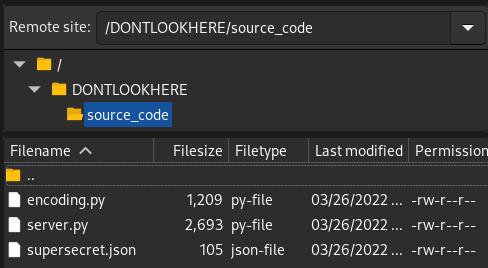 Remote site: /DONTLOOKHERE/source_code
/
DONTLOOKHERE
source_code
Filename Filesize Filetype Last modified Permission
..
encoding.py 1,209 py-file 03/26/2022 ... -rw-r--r--
server.py 2,693 py-file 03/26/2022 ... -rw-r--r--
supersecret.json 105 json-file 03/26/2022 ... -rw-r--r--